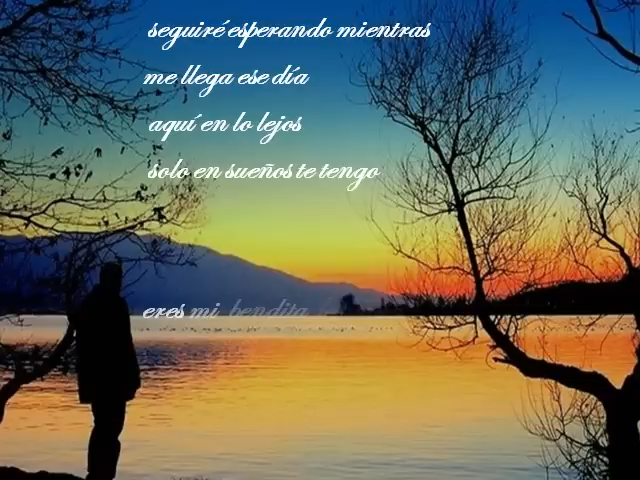 seguiré esperando mientras
me llega ese día
aquí en lo lejos
solo en sueños te tengo
eres mi bendita